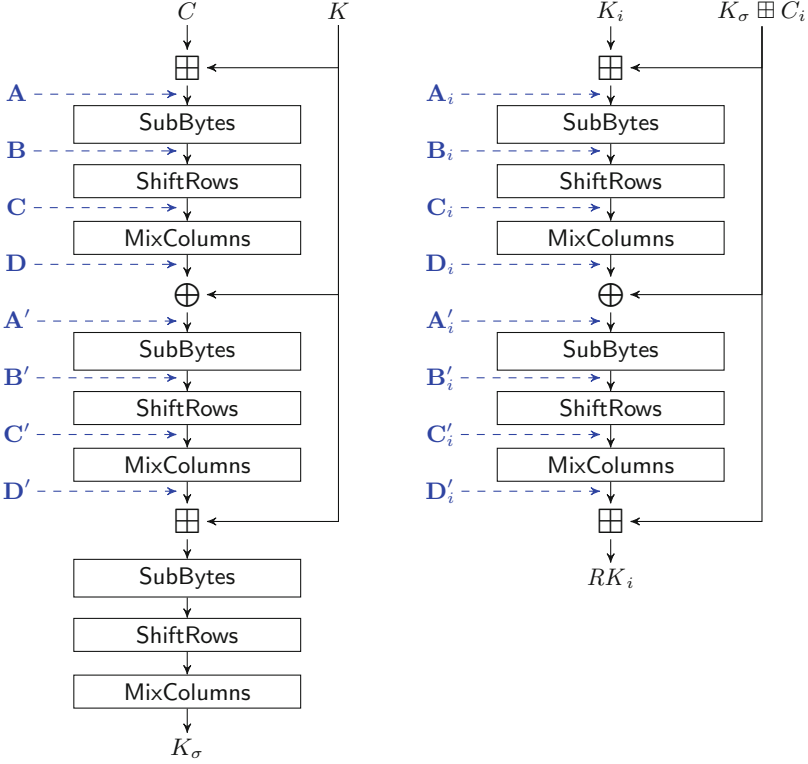 C K
A
SubBytes
B
ShiftRows
C
MixColumns
D
A′
SubBytes
B′
ShiftRows
C′
MixColumns
D′
SubBytes
ShiftRows
MixColumns
K_σ
K_i K_σ ⊞ C_i
A_i
SubBytes
B_i
ShiftRows
C_i
MixColumns
D_i
A′_i
SubBytes
B′_i
ShiftRows
C′_i
MixColumns
D′_i
RK_i